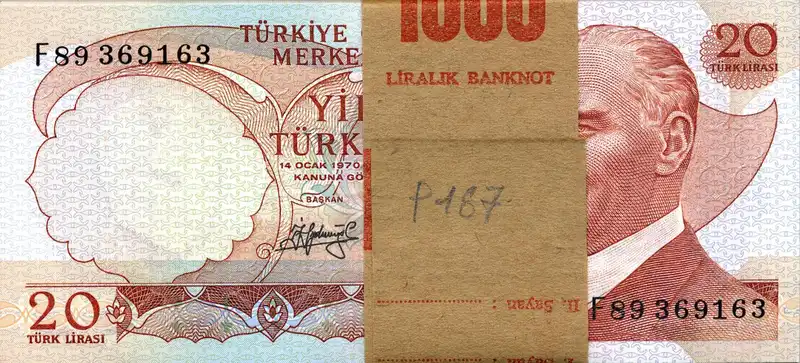 F89 369163
TÜRKİYE
MERKE
Yİ
TÜRK
14 OCAK 1970
KANUNA GÖ
BAŞKAN
20
TÜRK LİRASI
1000
LİRALIK BANKNOT
P187
D. Sayan :
20
TÜRK LİRASI
F89 369163